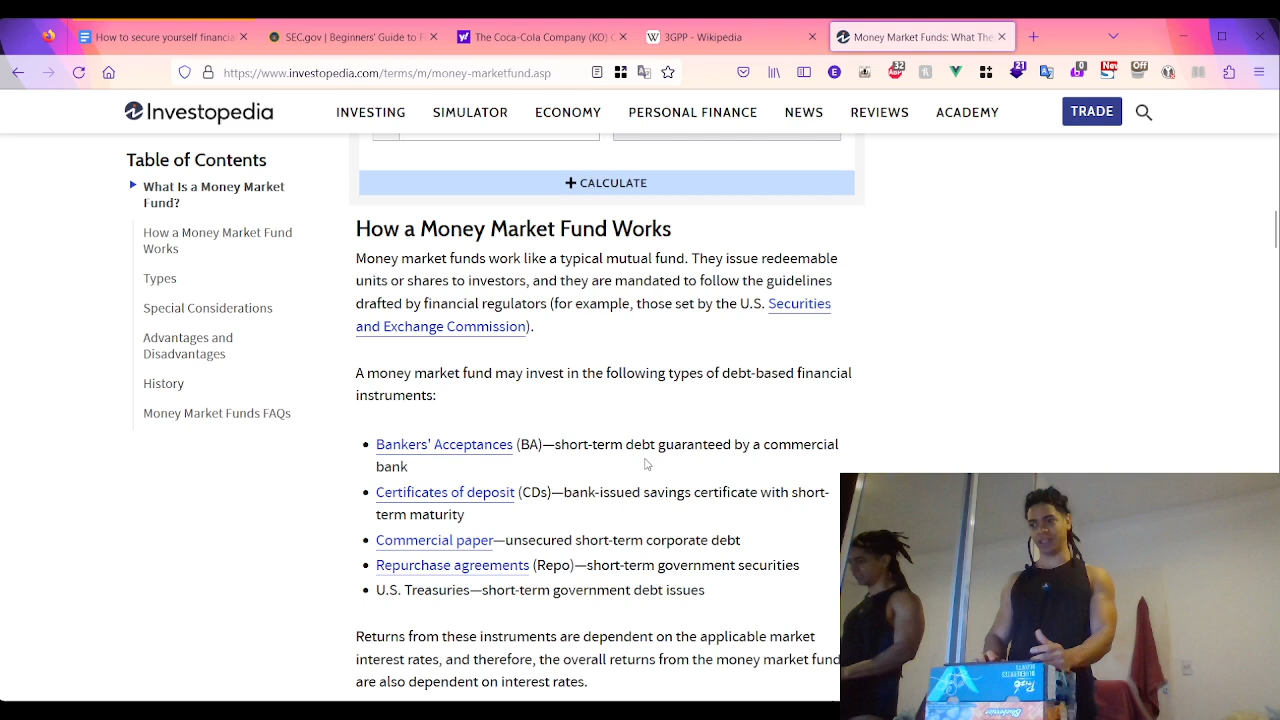 How to secure yourself financia
SEC.gov | Beginners' Guide to F
The Coca-Cola Company (KO) C
3GPP - Wikipedia
Money Market Funds: What The
https://www.investopedia.com/terms/m/money-marketfund.asp
32
21
0
New
Off
Investopedia
INVESTING
SIMULATOR
ECONOMY
PERSONAL FINANCE
NEWS
REVIEWS
ACADEMY
TRADE
Table of Contents
What Is a Money Market
Fund?
How a Money Market Fund
Works
Types
Special Considerations
Advantages and
Disadvantages
History
Money Market Funds FAQs
+ CALCULATE
How a Money Market Fund Works
Money market funds work like a typical mutual fund. They issue redeemable
units or shares to investors, and they are mandated to follow the guidelines
drafted by financial regulators (for example, those set by the U.S. Securities
and Exchange Commission).
A money market fund may invest in the following types of debt-based financial
instruments:
• Bankers' Acceptances (BA)—short-term debt guaranteed by a commercial
bank
• Certificates of deposit (CDs)—bank-issued savings certificate with short-
term maturity
• Commercial paper—unsecured short-term corporate debt
• Repurchase agreements (Repo)—short-term government securities
• U.S. Treasuries—short-term government debt issues
Returns from these instruments are dependent on the applicable market
interest rates, and therefore, the overall returns from the money market fund
are also dependent on interest rates.